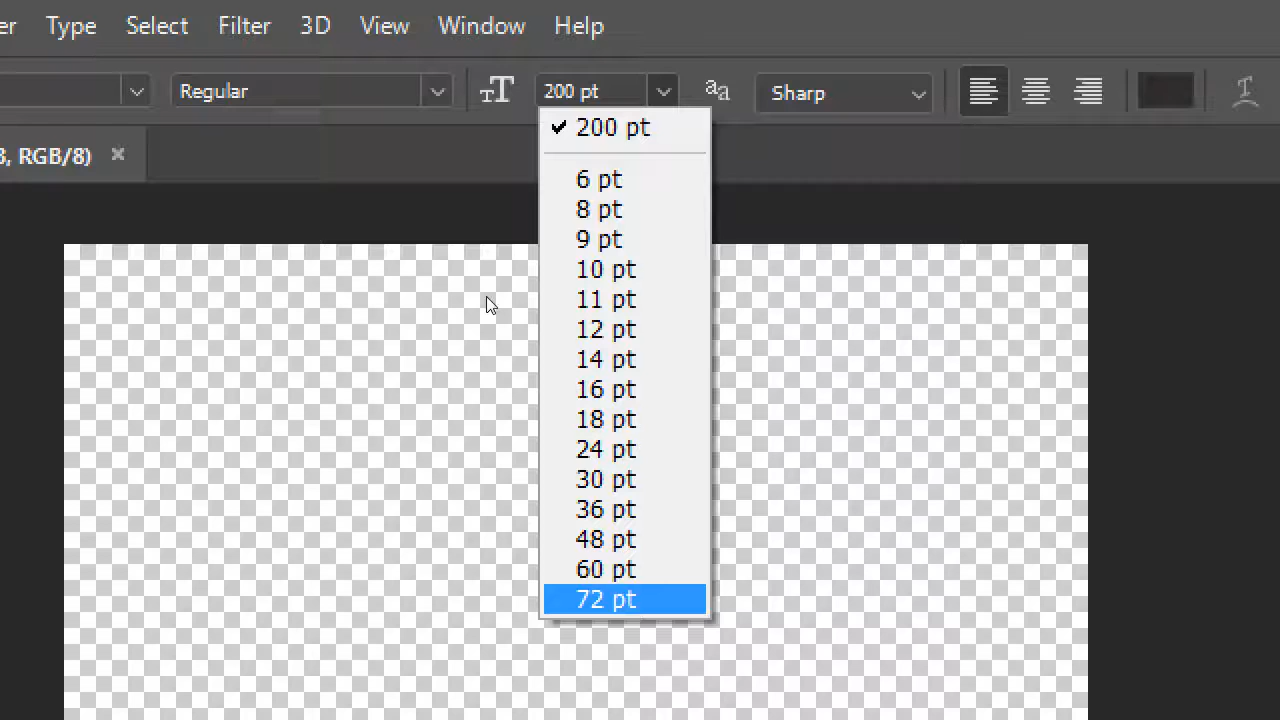 er Type Select Filter 3D View Window Help
Regular 200 pt Sharp
3, RGB/8)
200 pt
6 pt
8 pt
9 pt
10 pt
11 pt
12 pt
14 pt
16 pt
18 pt
24 pt
30 pt
36 pt
48 pt
60 pt
72 pt